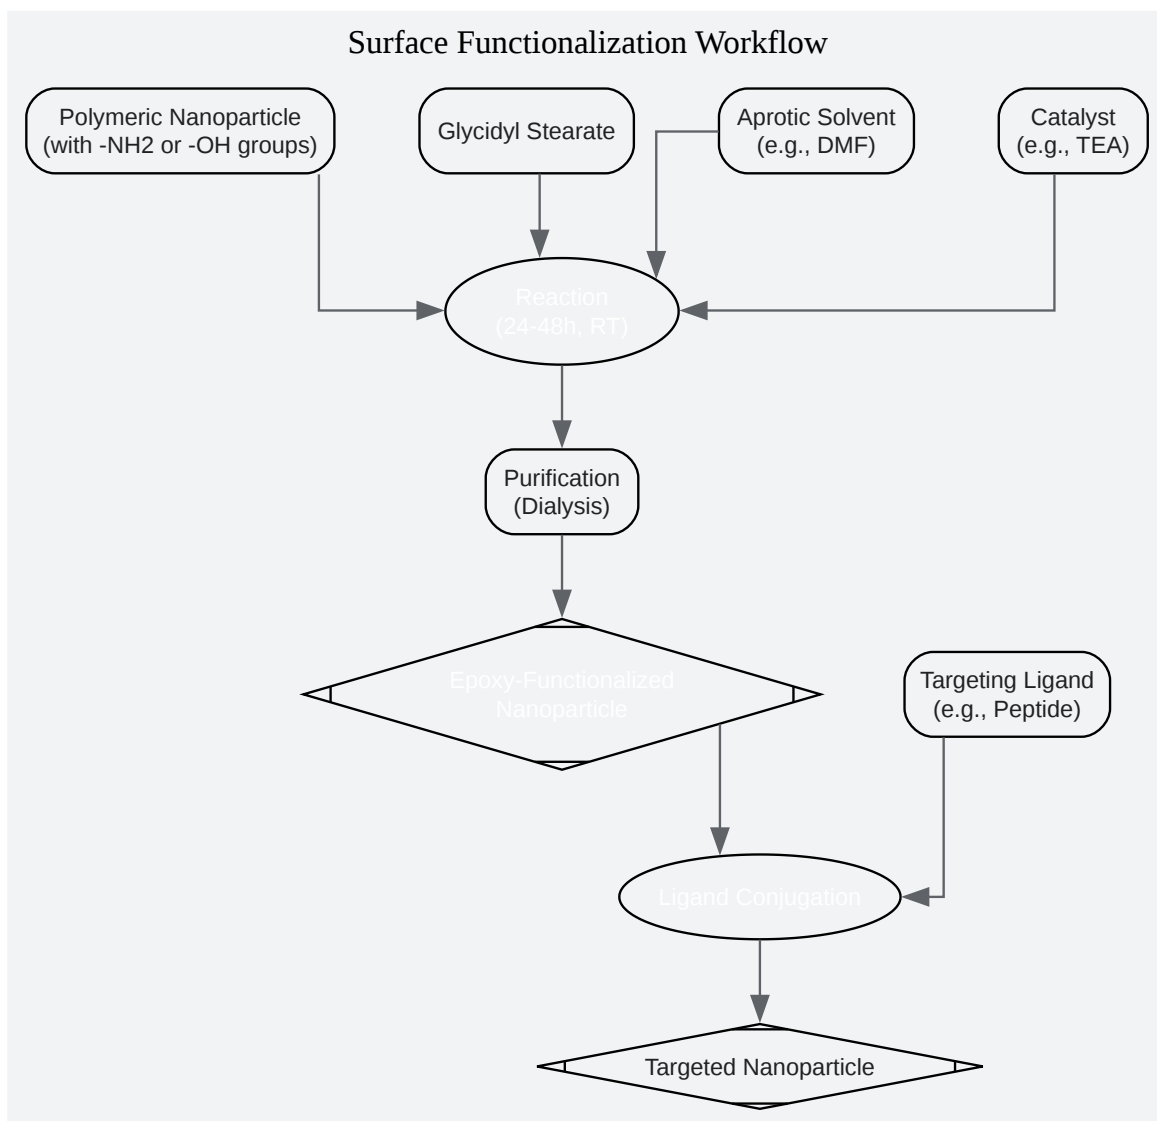 Surface Functionalization Workflow
Polymeric Nanoparticle
(with -NH2 or -OH groups)
Glycidyl Stearate
Aprotic Solvent
(e.g., DMF)
Catalyst
(e.g., TEA)
Reaction
(24-48h, RT)
Purification
(Dialysis)
Epoxy-Functionalized
Nanoparticle
Targeting Ligand
(e.g., Peptide)
Ligand Conjugation
Targeted Nanoparticle